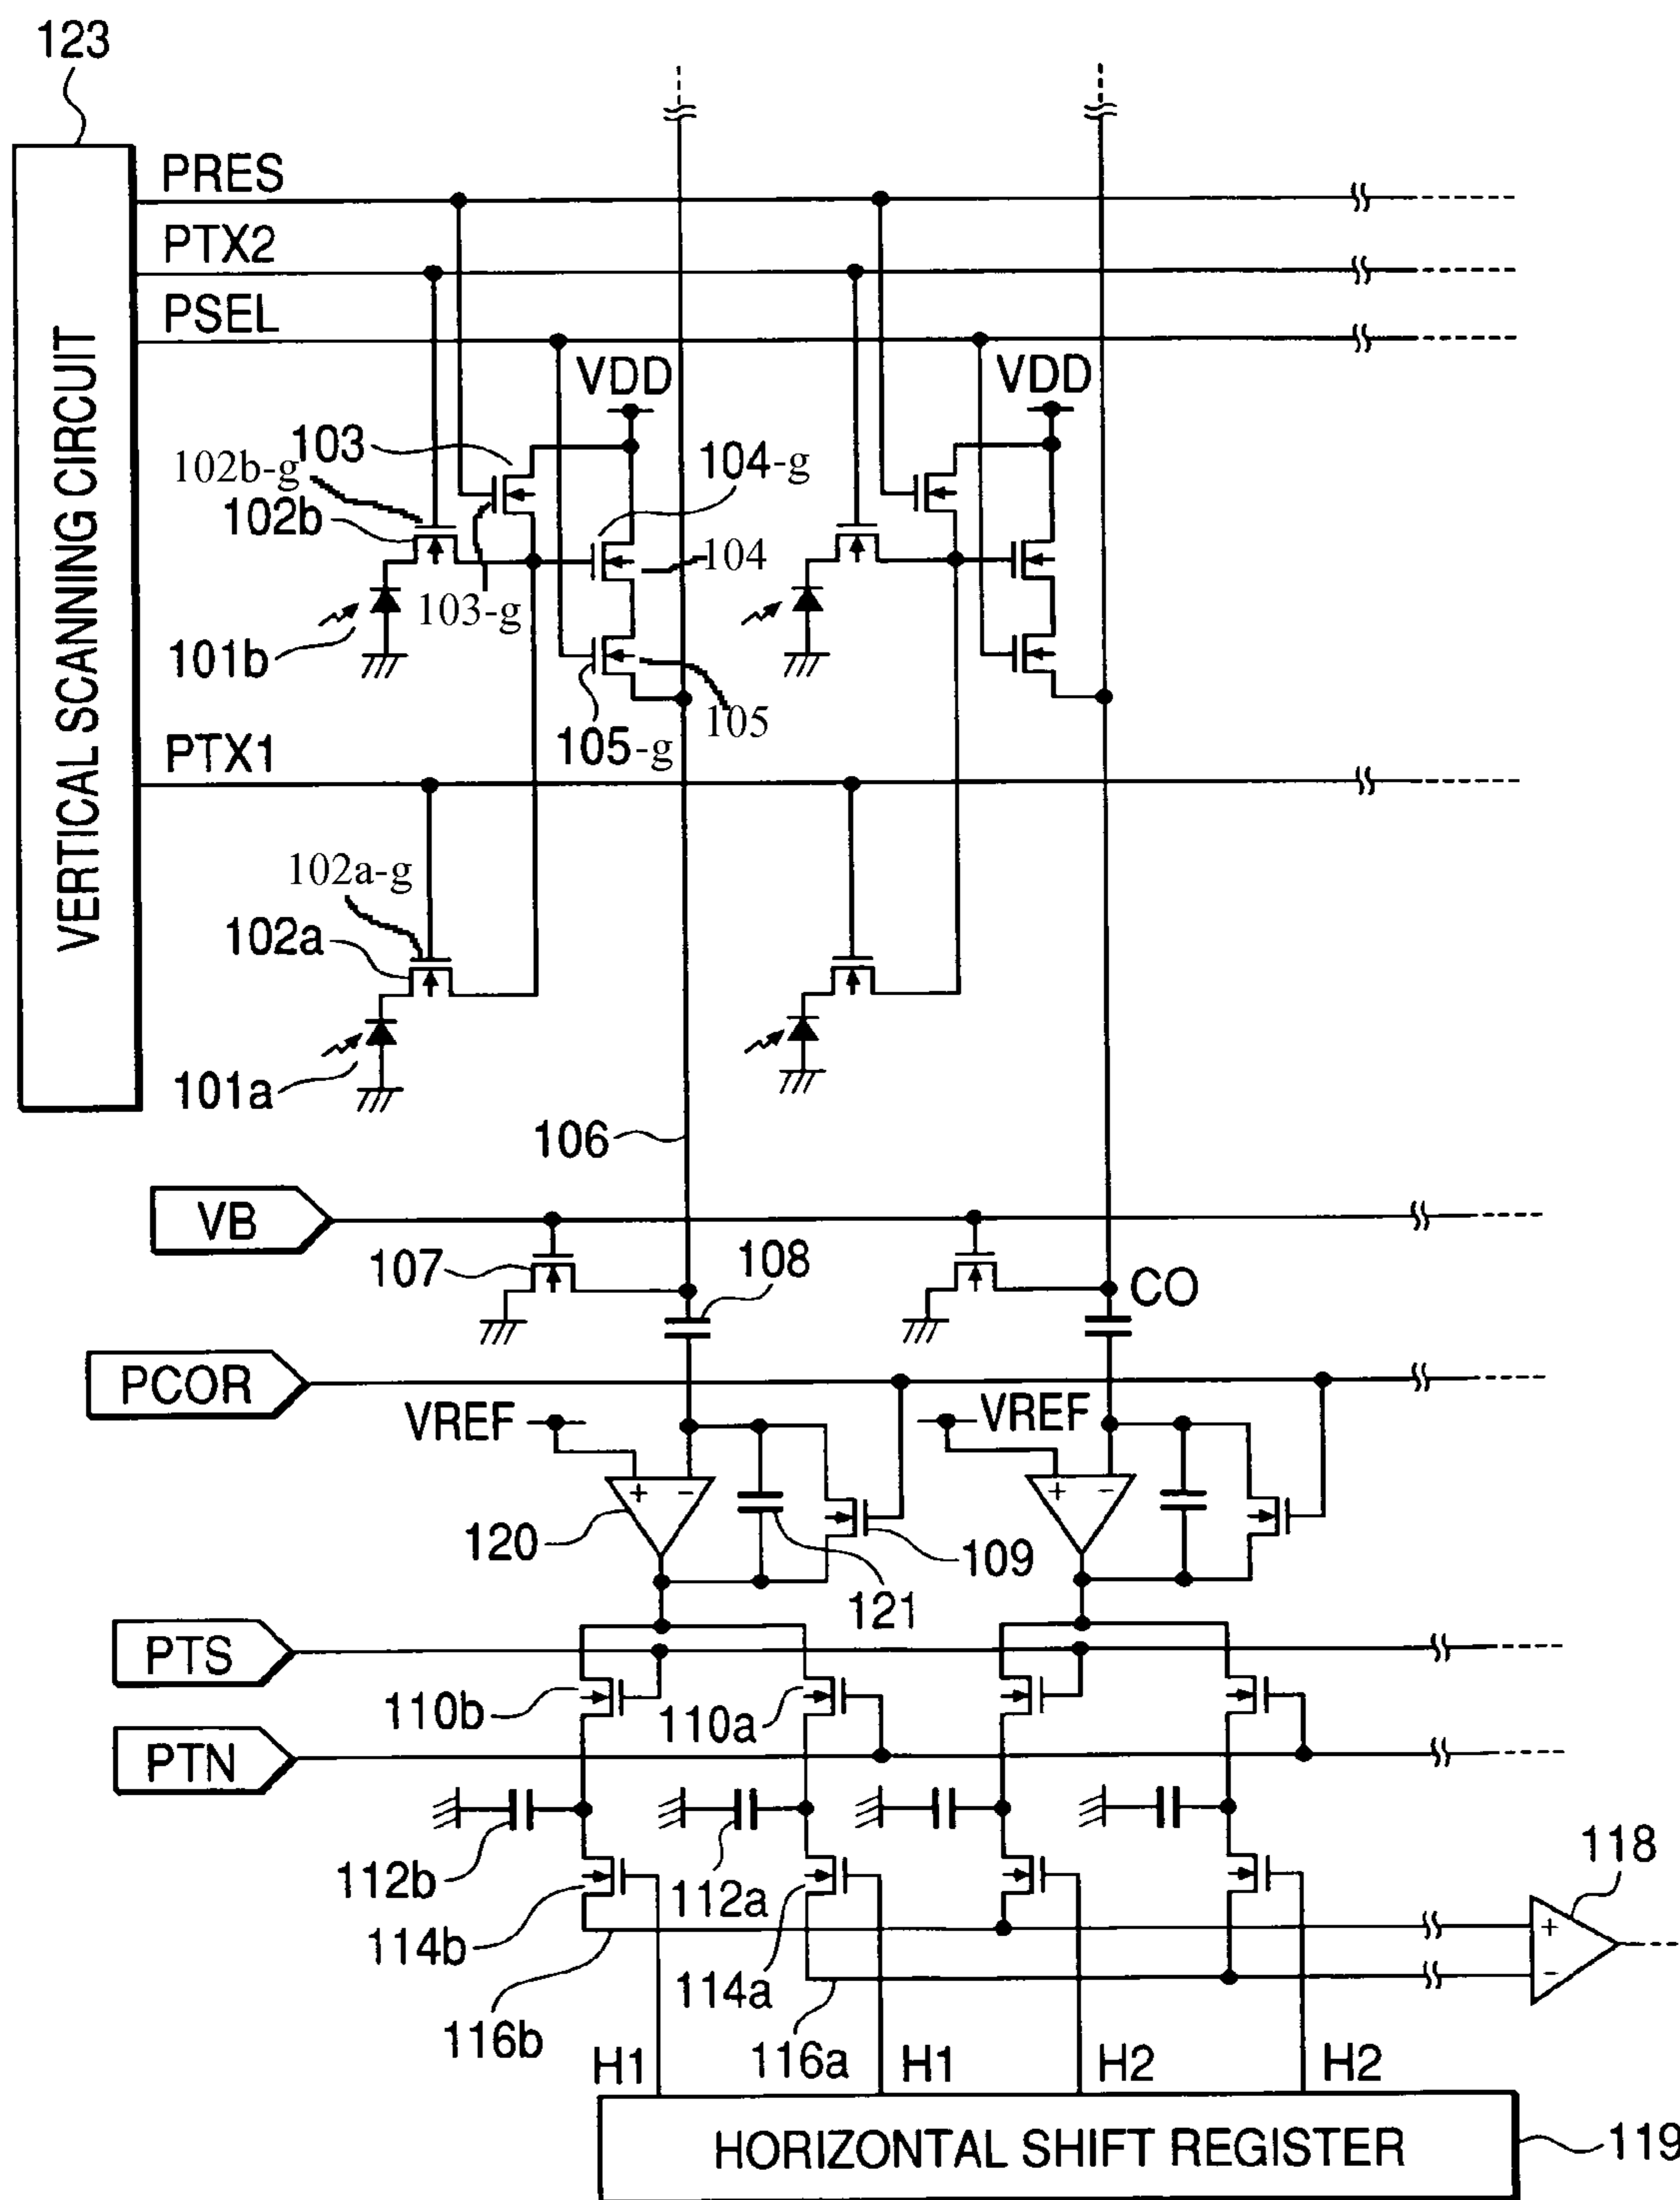 123
PRES
PTX2
PSEL
VERTICAL SCANNING CIRCUIT
VDD
VDD
103
102b-g
104-g
102b
104
103-g
101b
105
105-g
PTX1
102a-g
102a
101a
106
VB
107
108
CO
PCOR
VREF
VREF
+
-
+
-
120
109
121
PTS
110b
110a
PTN
112b
112a
118
114b
+
114a
-
116b
116a
H1
H1
H2
H2
HORIZONTAL SHIFT REGISTER
119